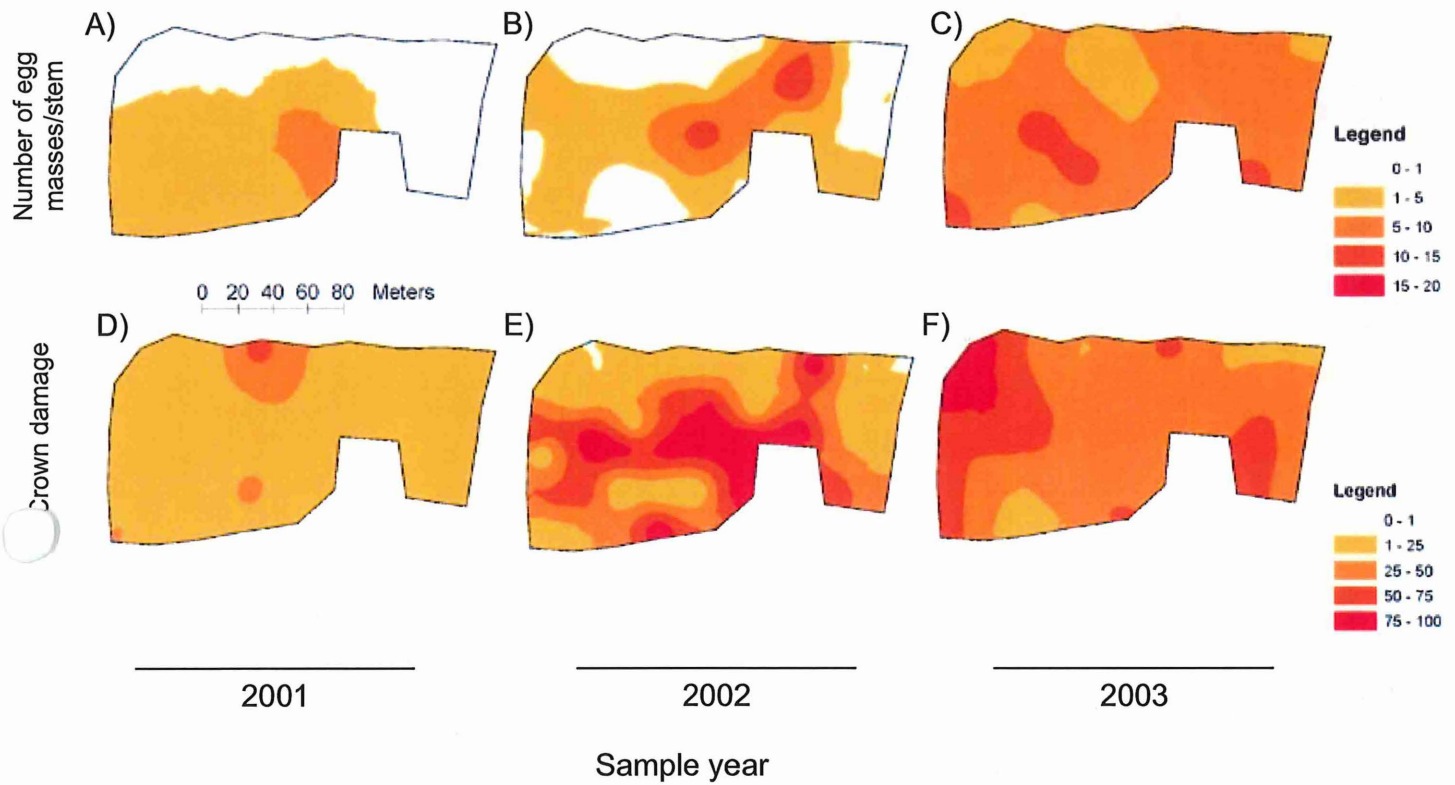 A)
B)
C)
Number of egg
masses/stem
Legend
0 - 1
1 - 5
5 - 10
10 - 15
15 - 20
0 20 40 60 80 Meters
D)
E)
F)
Crown damage
Legend
0 - 1
1 - 25
25 - 50
50 - 75
75 - 100
2001
2002
2003
Sample year